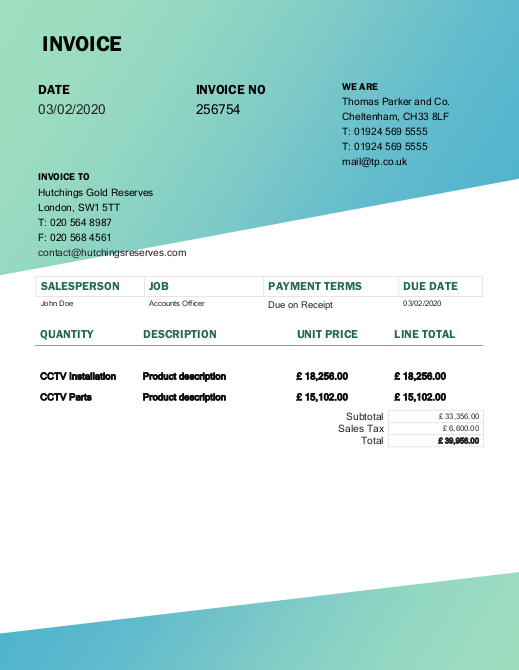 INVOICE
DATE
03/02/2020
INVOICE NO
256754
WE ARE
Thomas Parker and Co.
Cheltenham, CH33 8LF
T: 01924 569 5555
T: 01924 569 5555
mail@tp.co.uk
INVOICE TO
Hutchings Gold Reserves
London, SW1 5TT
T: 020 564 8987
F: 020 568 4561
contact@hutchingsreserves.com
SALESPERSON JOB PAYMENT TERMS DUE DATE
John Doe Accounts Officer Due on Receipt 03/02/2020
QUANTITY DESCRIPTION UNIT PRICE LINE TOTAL
CCTV Installation Product description £ 18,256.00 £ 18,256.00
CCTV Parts Product description £ 15,102.00 £ 15,102.00
Subtotal £ 33,356.00
Sales Tax £ 6,600.00
Total £ 39,956.00